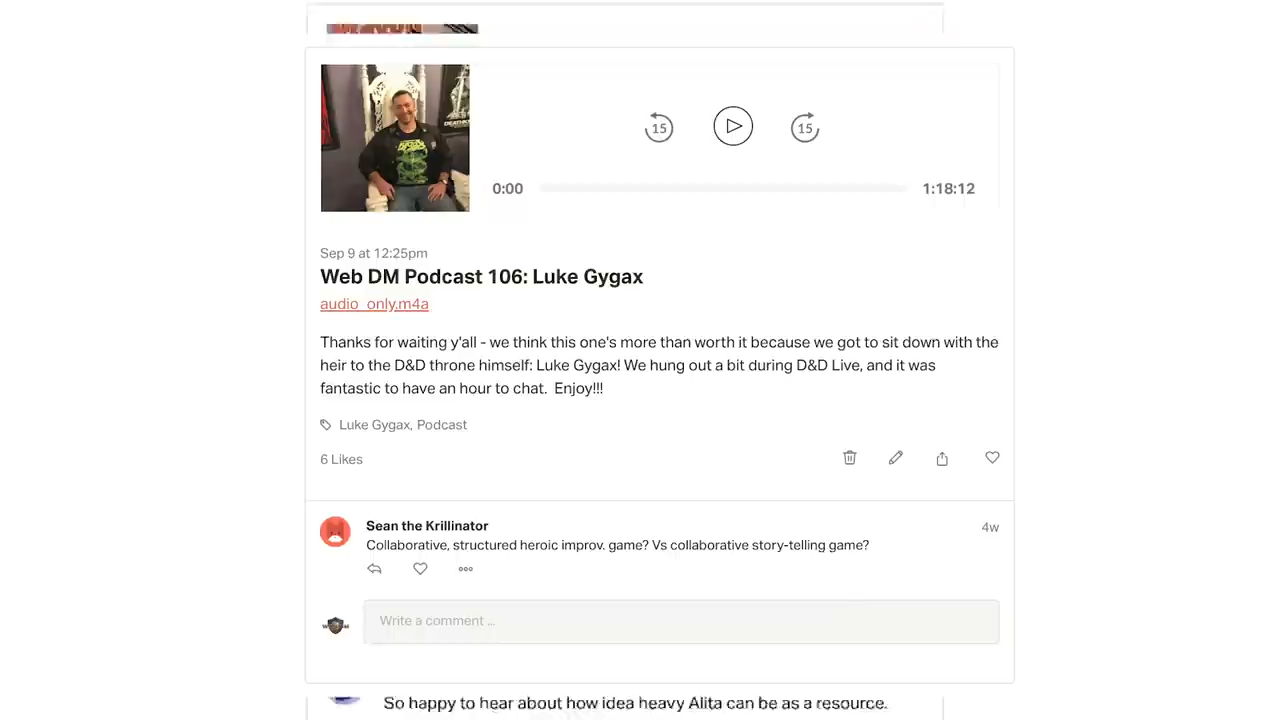 15
15
0:00
1:18:12
Sep 9 at 12:25pm
Web DM Podcast 106: Luke Gygax
audio_only.m4a
Thanks for waiting y'all - we think this one's more than worth it because we got to sit down with the
heir to the D&D throne himself: Luke Gygax! We hung out a bit during D&D Live, and it was
fantastic to have an hour to chat.  Enjoy!!!
Luke Gygax, Podcast
6 Likes
Sean the Krillinator
4w
Collaborative, structured heroic improv. game? Vs collaborative story-telling game?
Write a comment ...
So happy to hear about how idea heavy Alita can be as a resource.